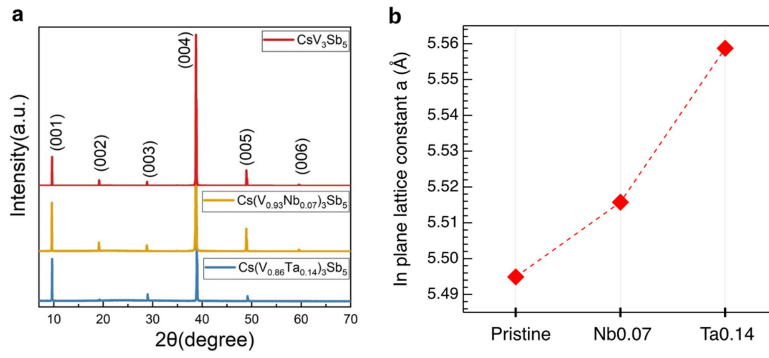 a
CsV₃Sb₅
(001)
(002)
(003)
(004)
(005)
(006)
Cs(V₀.₉₃Nb₀.₀₇)₃Sb₅
Cs(V₀.₈₆Ta₀.₁₄)₃Sb₅
Intensity(a.u.)
10 20 30 40 50 60 70
2θ(degree)
b
In plane lattice constant a (Å)
5.56
5.55
5.54
5.53
5.52
5.51
5.50
5.49
Pristine Nb0.07 Ta0.14